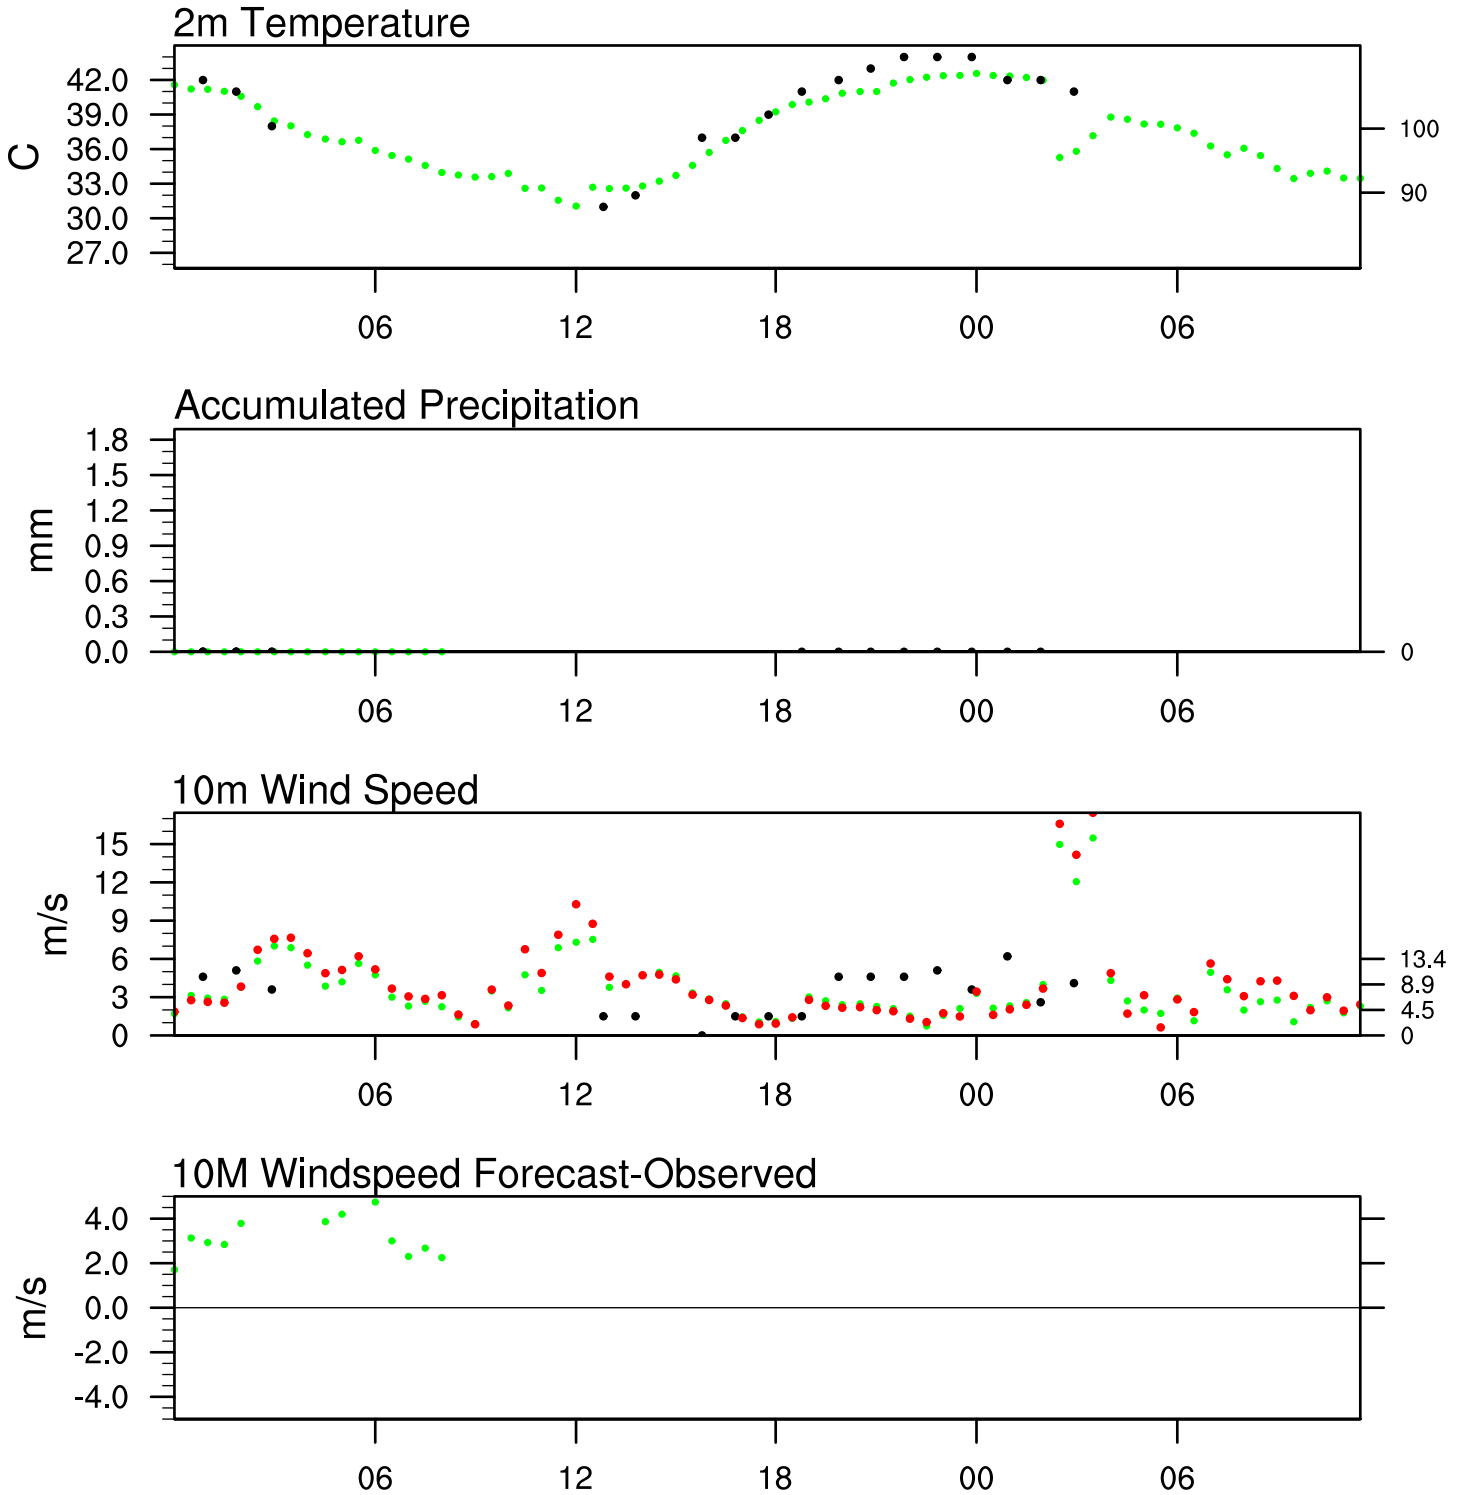 2m Temperature
42.0
39.0
36.0
33.0
30.0
27.0
C
100
90
06 12 18 00 06
Accumulated Precipitation
1.8
1.5
1.2
0.9
0.6
0.3
0.0
mm
0
06 12 18 00 06
10m Wind Speed
15
12
9
6
3
0
m/s
13.4
8.9
4.5
0
06 12 18 00 06
10M Windspeed Forecast-Observed
4.0
2.0
0.0
-2.0
-4.0
m/s
06 12 18 00 06